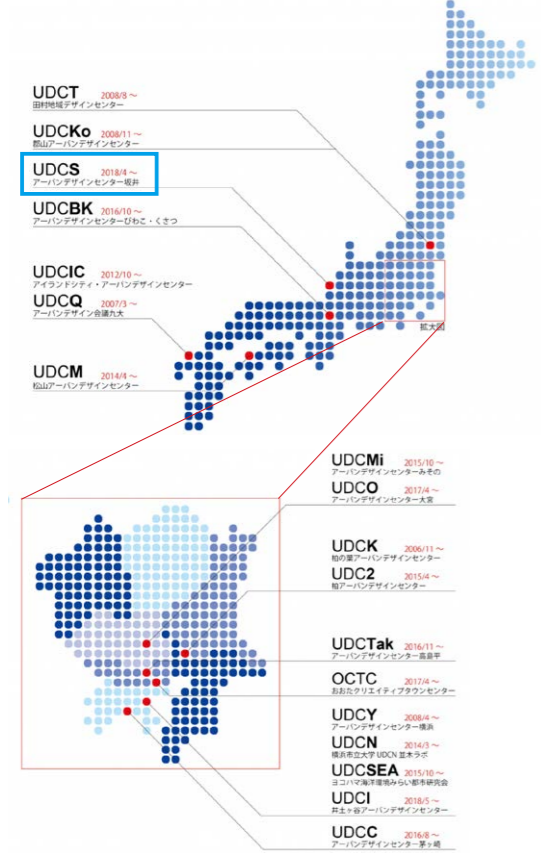 UDCT 2008/8 ～
田村地域デザインセンター
UDCKo 2008/11 ～
郡山アーバンデザインセンター
UDCS 2018/4 ～
アーバンデザインセンター坂井
UDCBK 2016/10 ～
アーバンデザインセンターびわこ・くさつ
UDCIC 2012/10 ～
アイランドシティ・アーバンデザインセンター
UDCQ 2007/3 ～
アーバンデザイン会議九大
UDCM 2014/4 ～
松山アーバンデザインセンター
拡大図
UDCMi 2015/10 ～
アーバンデザインセンターみその
UDCO 2017/4 ～
アーバンデザインセンター大宮
UDCK 2006/11 ～
柏の葉アーバンデザインセンター
UDC2 2015/4 ～
柏アーバンデザインセンター
UDCTak 2016/11 ～
アーバンデザインセンター高島平
OCTC 2017/4 ～
おおたクリエイティブタウンセンター
UDCY 2008/4 ～
アーバンデザインセンター横浜
UDCN 2014/3 ～
横浜市立大学 UDCN 並木ラボ
UDCSEA 2015/10 ～
ヨコハマ海洋環境みらい都市研究会
UDCI 2018/5 ～
井土ヶ谷アーバンデザインセンター
UDCC 2016/8 ～
アーバンデザインセンター茅ヶ崎